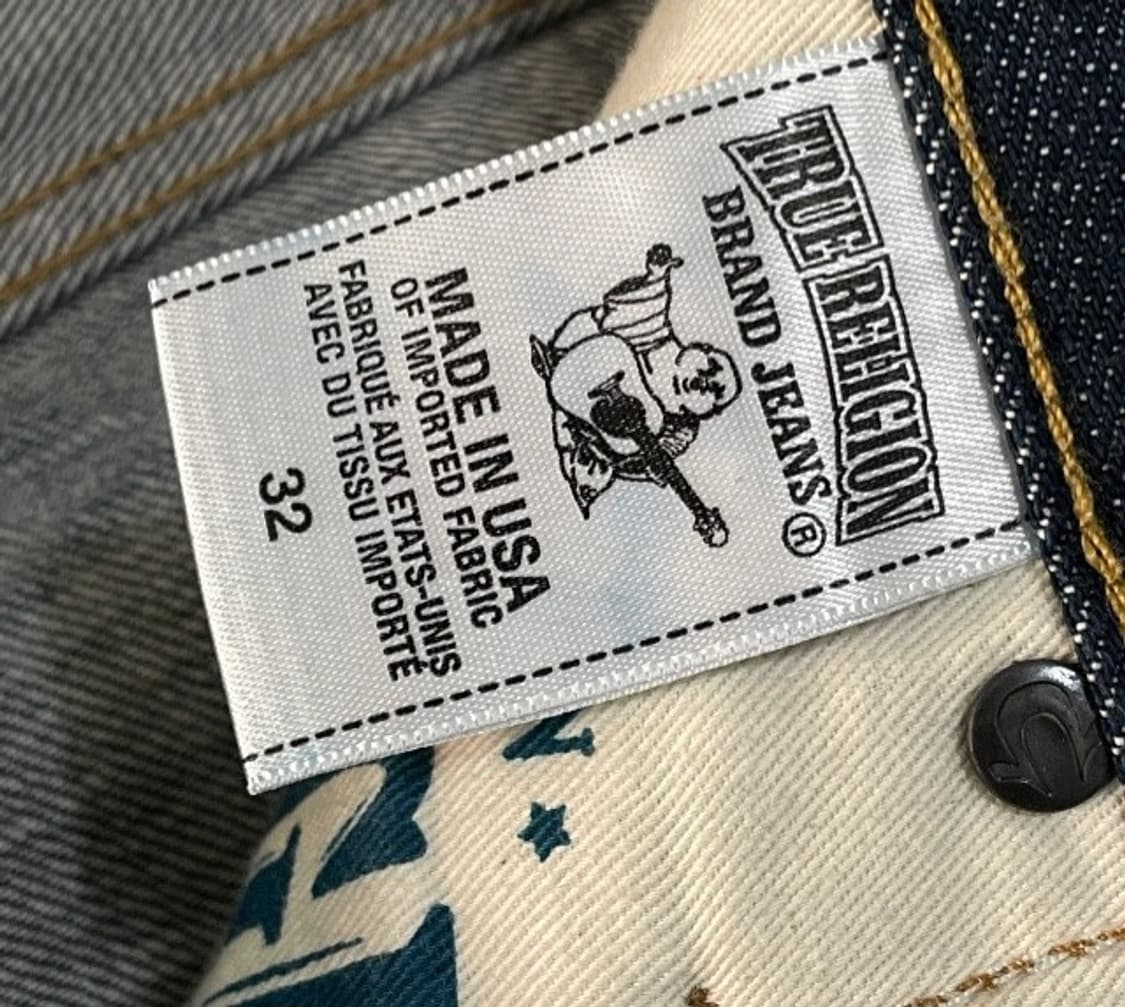 TRUE RELIGION
BRAND JEANS®
MADE IN USA
OF IMPORTED FABRIC
FABRIQUÉ AUX ETATS-UNIS
AVEC DU TISSU IMPORTÉ
32
N